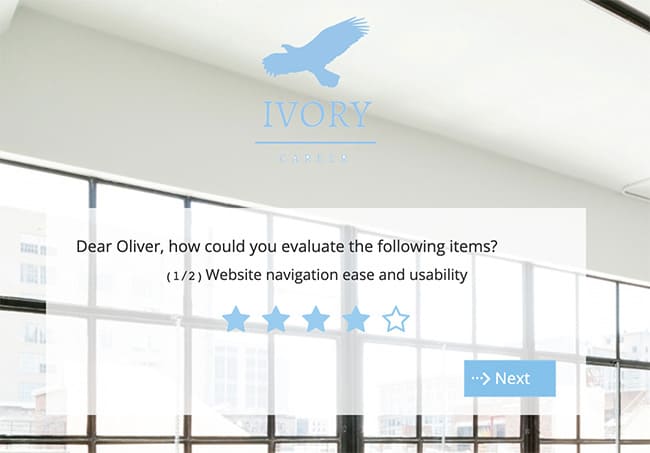 IVORY
CAREER
Dear Oliver, how could you evaluate the following items?
(1/2) Website navigation ease and usability
Next